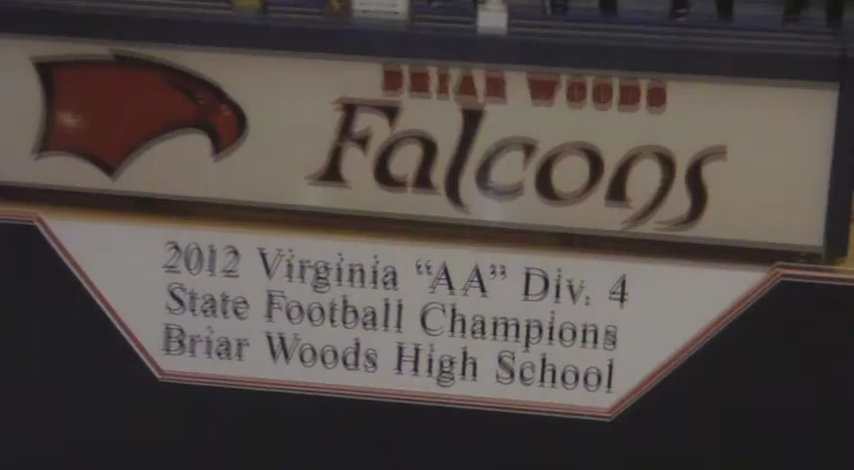 BRIAR WOODS
Falcons
2012 Virginia “AA” Div. 4
State Football Champions
Briar Woods High School